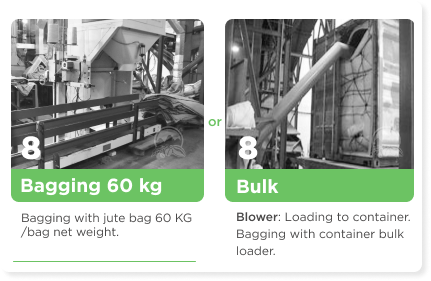 8
Bagging 60 kg
Bagging with jute bag 60 KG
/bag net weight.
or
8.
Bulk
Blower: Loading to container.
Bagging with container bulk
loader.